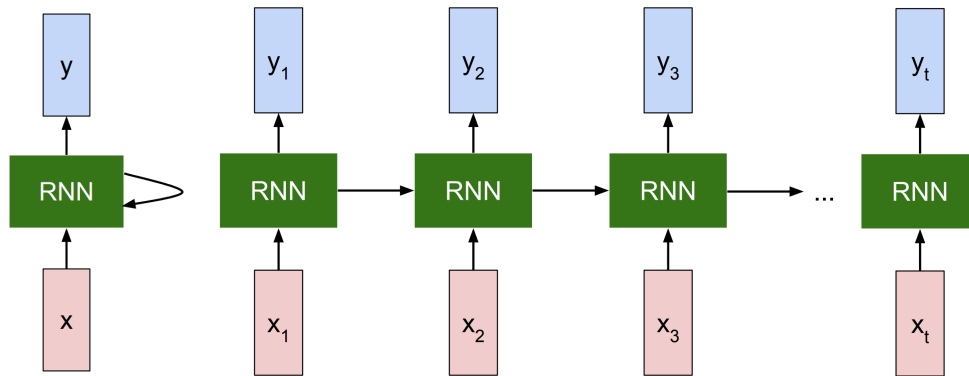 y y₁ y₂ y₃ yₜ
RNN RNN RNN RNN ... RNN
x x₁ x₂ x₃ xₜ